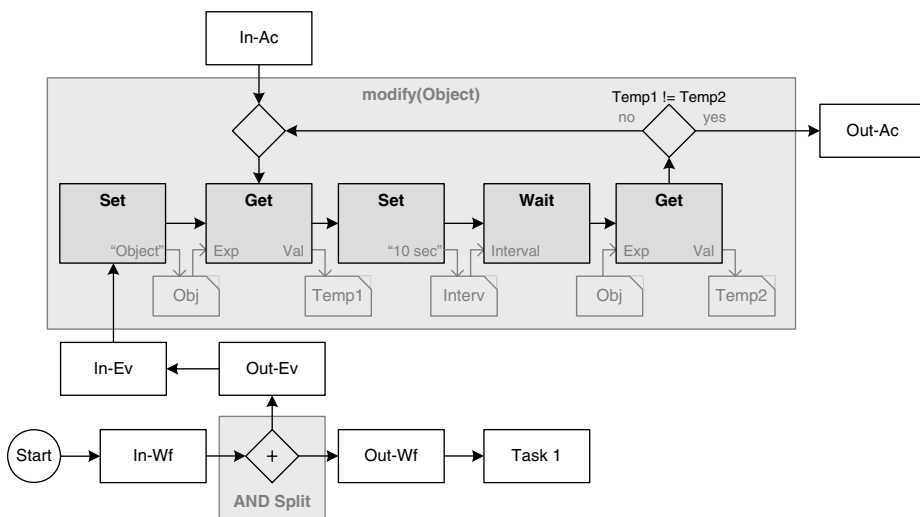 In-Ac
modify(Object)
Temp1 != Temp2
no
yes
Out-Ac
Set
Get
Set
Wait
Get
“Object”
Exp
Val
“10 sec”
Interval
Exp
Val
Obj
Temp1
Interv
Obj
Temp2
In-Ev
Out-Ev
Start
In-Wf
+
Out-Wf
Task 1
AND Split